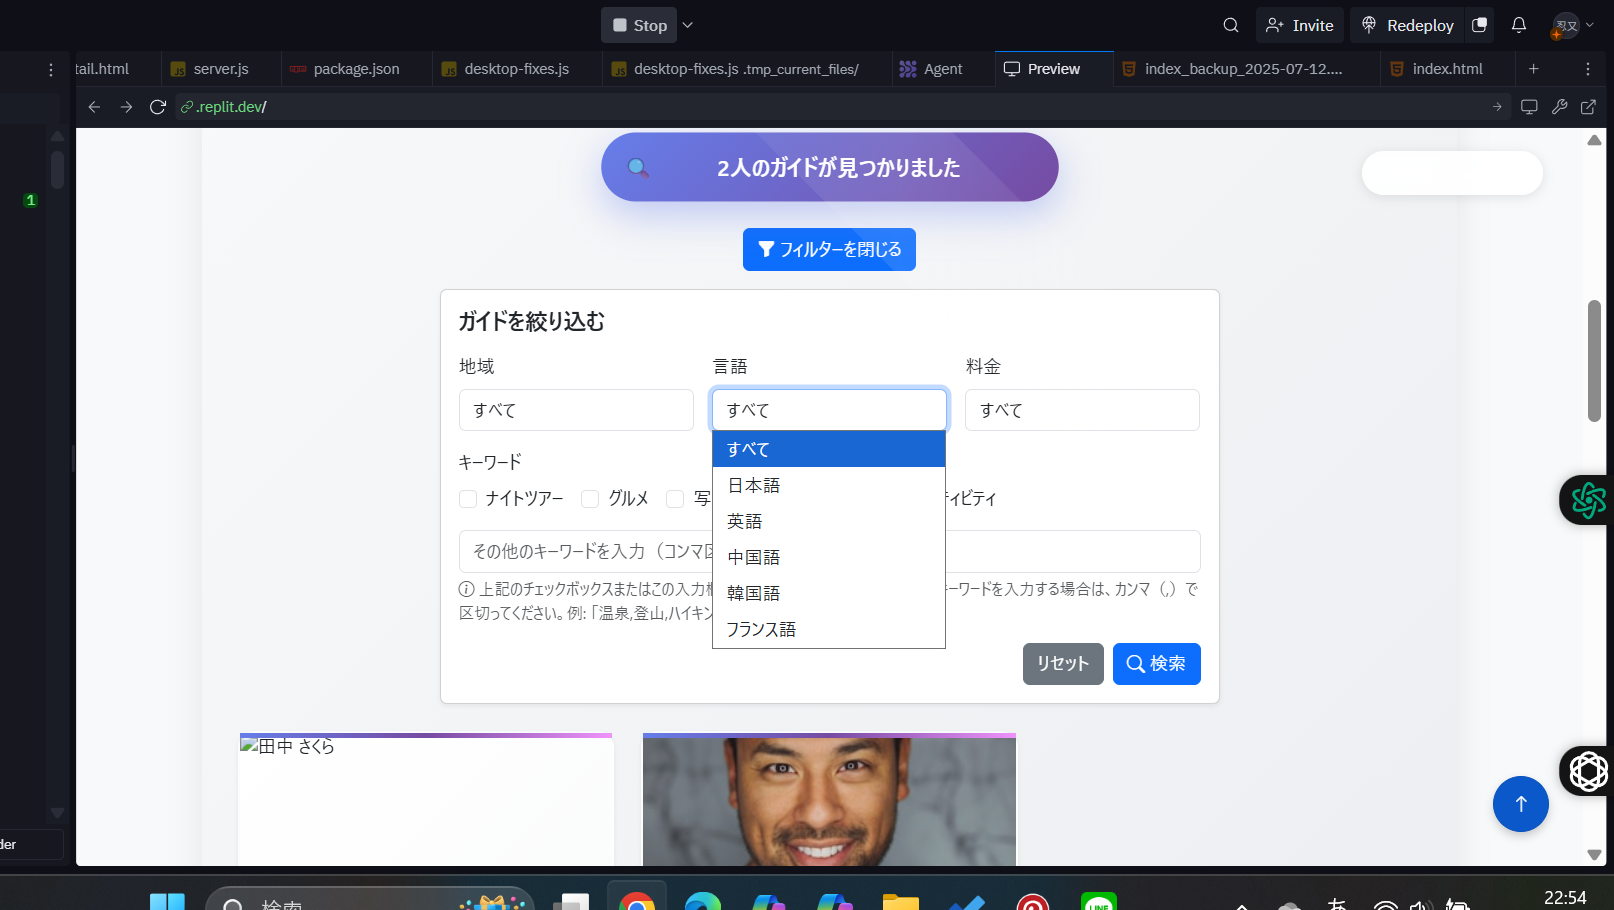 Stop
Invite
Redeploy
tail.html
server.js
package.json
desktop-fixes.js
desktop-fixes.js .tmp_current_files/
Agent
Preview
index_backup_2025-07-12....
index.html
.replit.dev/
1
2人のガイドが見つかりました
フィルターを閉じる
ガイドを絞り込む
地域
言語
料金
すべて
すべて
すべて
すべて
日本語
英語
中国語
韓国語
フランス語
キーワード
ナイトツアー
グルメ
写
ィビティ
その他のキーワードを入力（コンマ区
上記のチェックボックスまたはこの入力
ーワードを入力する場合は、カンマ（,）で
区切ってください。例: 「温泉,登山,ハイキン
リセット
検索
田中 さくら
der
検索
LINE
あ
22:54